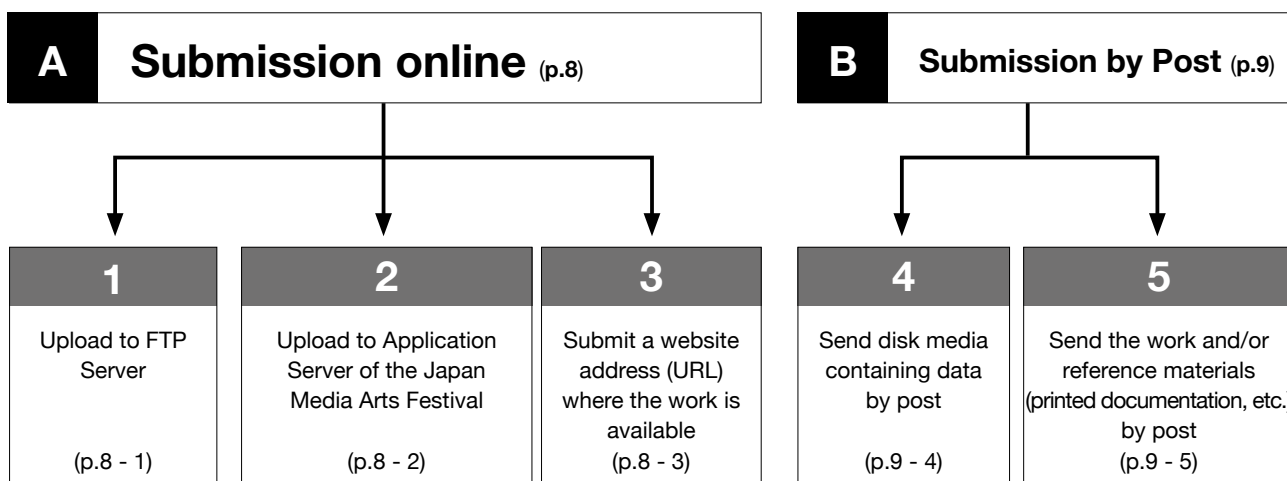 A Submission online (p.8)
B Submission by Post (p.9)
1
Upload to FTP
Server
(p.8 - 1)
2
Upload to Application
Server of the Japan
Media Arts Festival
(p.8 - 2)
3
Submit a website
address (URL)
where the work is
available
(p.8 - 3)
4
Send disk media
containing data
by post
(p.9 - 4)
5
Send the work and/or
reference materials
(printed documentation, etc.)
by post
(p.9 - 5)